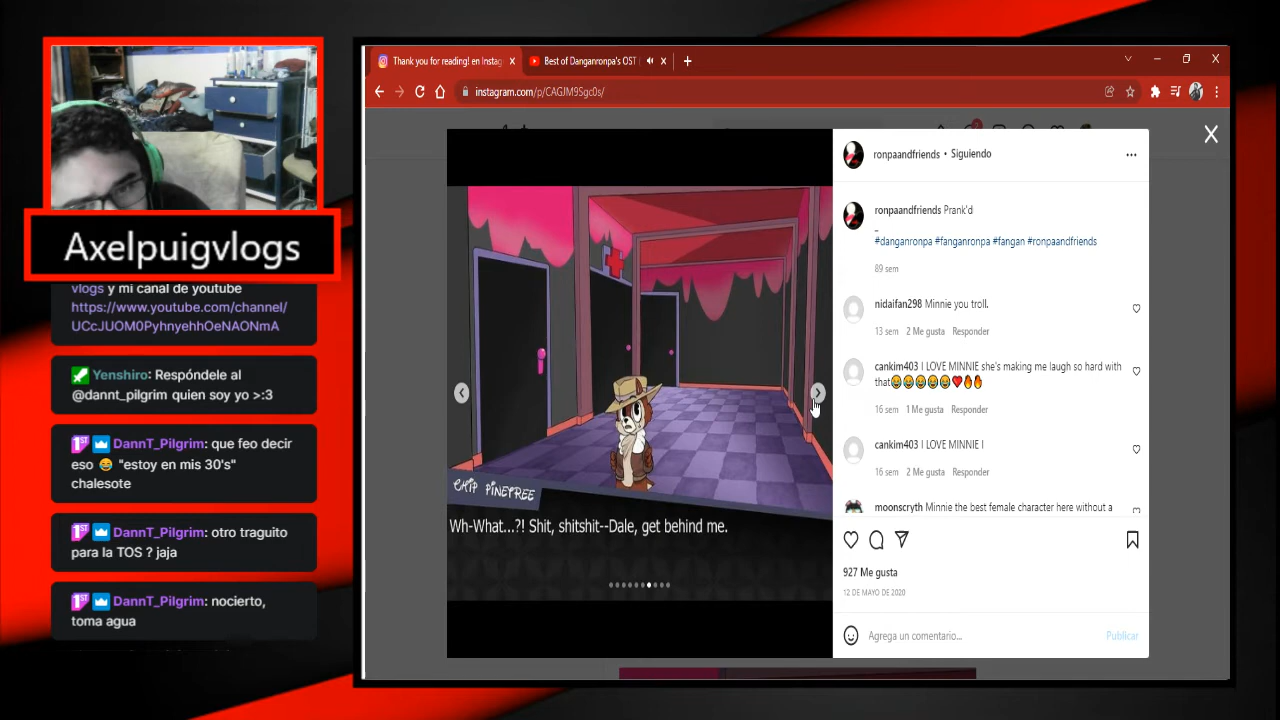 Axelpuigvlogs
vlogs y mi canal de youtube
https://www.youtube.com/channel/
UCcJUOM0PyhnyehhOeNAONmA
Yenshiro: Respóndele al
@dannt_pilgrim quien soy yo >:3
DannT_Pilgrim: que feo decir
eso 😂 "estoy en mis 30's"
chalesote
DannT_Pilgrim: otro traguito
para la TOS ? jaja
DannT_Pilgrim: nocierto,
toma agua
Thank you for reading! en Instag
Best of Danganronpa's OST
instagram.com/p/CAGJM9Sgc0s/
CHIP PINETREE
Wh-What...?! Shit, shitshit--Dale, get behind me.
ronpaandfriends • Siguiendo
ronpaandfriends Prank'd
_
#danganronpa #fanganronpa #fangan #ronpaandfriends
89 sem
nidaifan298 Minnie you troll.
13 sem 2 Me gusta Responder
cankim403 I LOVE MINNIE she's making me laugh so hard with
that😂😂😂😂😂❤️🔥🔥
16 sem 1 Me gusta Responder
cankim403 I LOVE MINNIE I
16 sem 2 Me gusta Responder
moonscryth Minnie the best female character here without a
927 Me gusta
12 DE MAYO DE 2020
Agrega un comentario...
Publicar